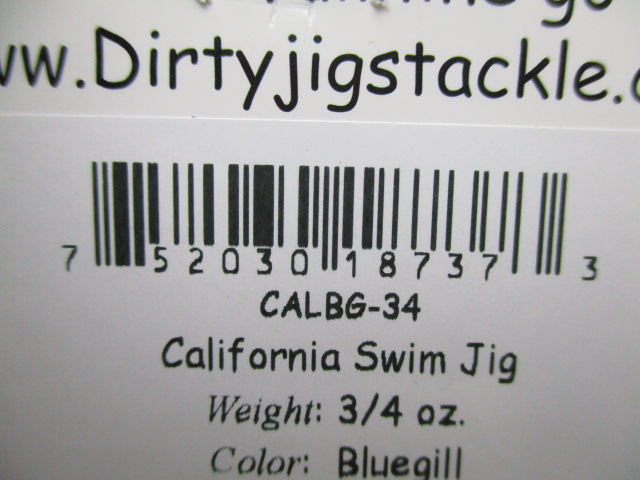 ww.Dirtyjigstackle.c
7 52030 18737 3
CALBG-34
California Swim Jig
Weight: 3/4 oz.
Color: Bluegill